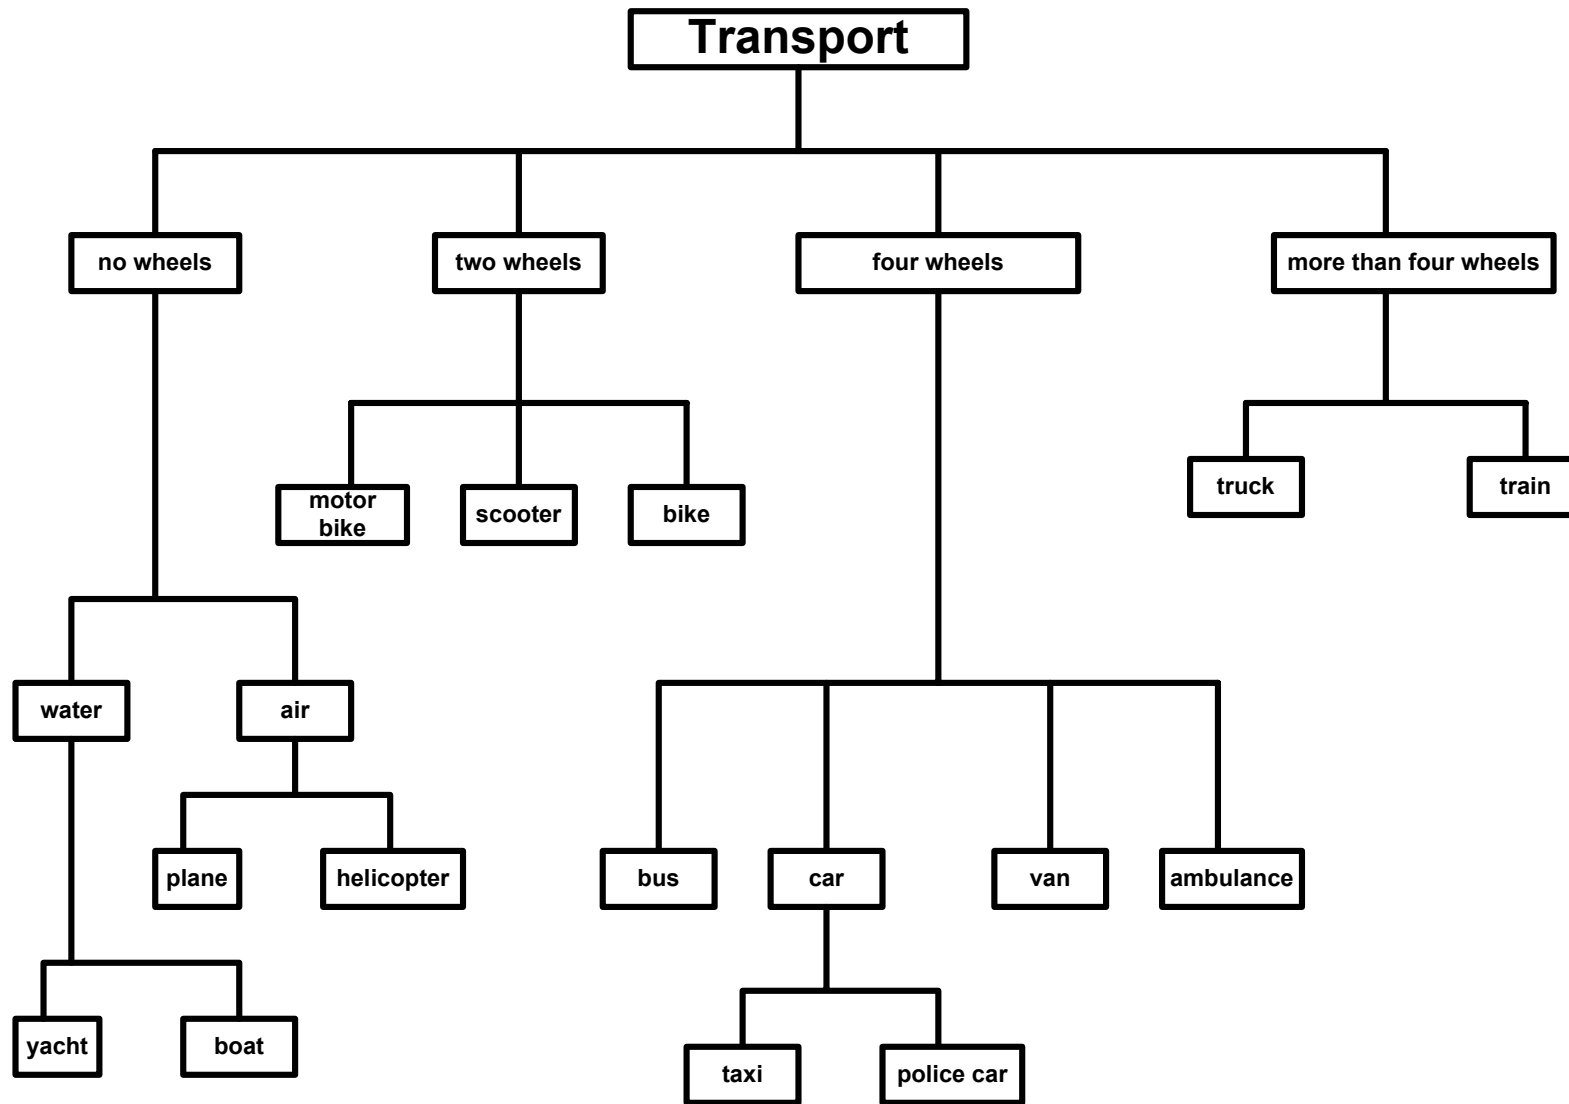 Transport
no wheels
two wheels
four wheels
more than four wheels
motor
bike
scooter
bike
truck
train
water
air
plane
helicopter
bus
car
van
ambulance
yacht
boat
taxi
police car